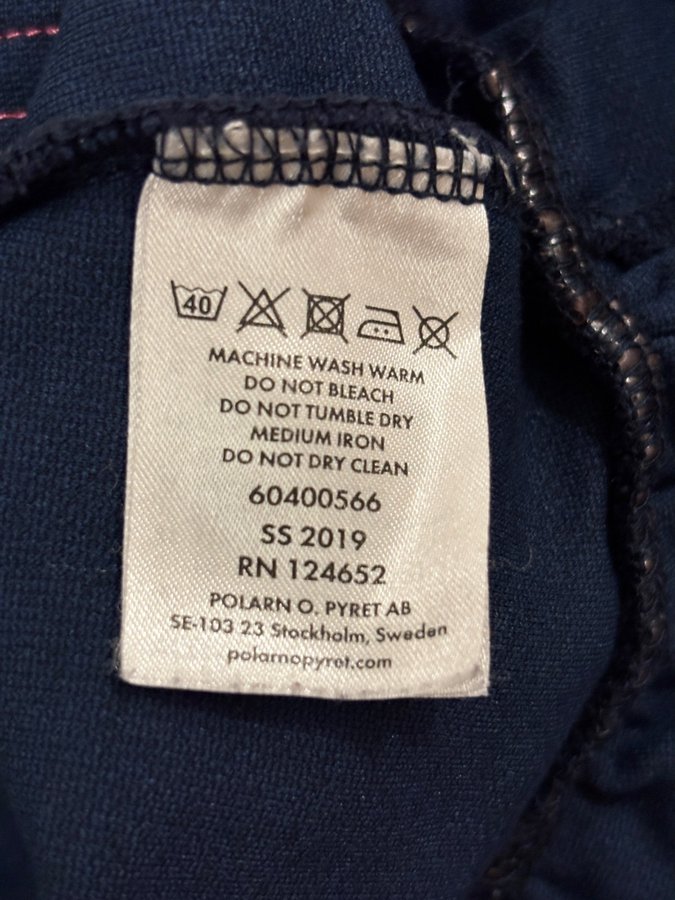 40
MACHINE WASH WARM
DO NOT BLEACH
DO NOT TUMBLE DRY
MEDIUM IRON
DO NOT DRY CLEAN
60400566
SS 2019
RN 124652
POLARN O. PYRET AB
SE-103 23 Stockholm, Sweden
polarnopyret.com